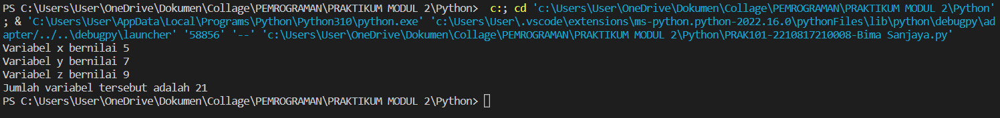 PS C:\Users\User\OneDrive\Dokumen\Collage\PEMROGRAMAN\PRAKTIKUM MODUL 2\Python>  c:; cd 'c:\Users\User\OneDrive\Dokumen\Collage\PEMROGRAMAN\PRAKTIKUM MODUL 2\Python'
; & 'C:\Users\User\AppData\Local\Programs\Python\Python310\python.exe' 'c:\Users\User\.vscode\extensions\ms-python.python-2022.16.0\pythonFiles\lib\python\debugpy\ad
apter/../..\debugpy\launcher' '58856' '--' 'c:\Users\User\OneDrive\Dokumen\Collage\PEMROGRAMAN\PRAKTIKUM MODUL 2\Python\PRAK101-2210817210008-Bima Sanjaya.py'
Variabel x bernilai 5
Variabel y bernilai 7
Variabel z bernilai 9
Jumlah variabel tersebut adalah 21
PS C:\Users\User\OneDrive\Dokumen\Collage\PEMROGRAMAN\PRAKTIKUM MODUL 2\Python>